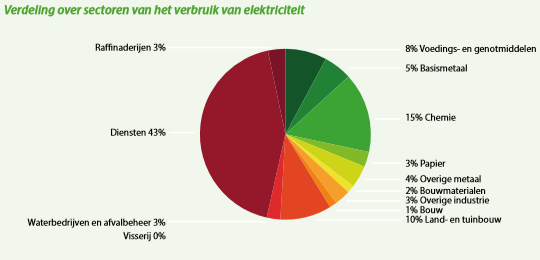 Verdeling over sectoren van het verbruik van elektriciteit
Raffinaderijen 3%
8% Voedings- en genotmiddelen
5% Basismetaal
15% Chemie
Diensten 43%
3% Papier
4% Overige metaal
2% Bouwmaterialen
3% Overige industrie
1% Bouw
10% Land- en tuinbouw
Waterbedrijven en afvalbeheer 3%
Visserij 0%